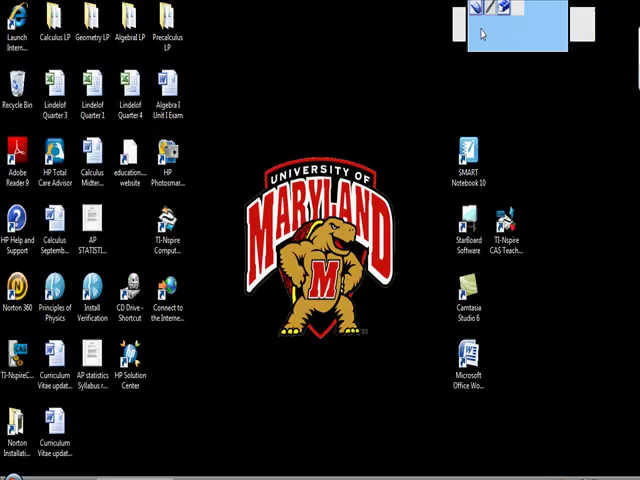 Launch
Intern...
Calculus LP
Geometry LP
Algebra I LP
Precalculus
LP
Recycle Bin
Lindelof
Quarter 3
Lindelof
Quarter 1
Lindelof
Quarter 4
Algebra I
Unit I Exam
Adobe
Reader 9
HP Total
Care Advisor
Calculus
Midter...
education...
website
HP
Photosmar...
SMART
Notebook 10
UNIVERSITY OF
MARYLAND
M
HP Help and
Support
Calculus
Septemb...
AP
STATISTI...
TI-Nspire
Comput...
StarBoard
Software
TI-Nspire
CAS Teach...
Norton 360
Principles of
Physics
Install
Verification
CD Drive -
Shortcut
Connect to
the Interne...
Camtasia
Studio 6
TI-NspireC...
Curriculum
Vitae updat...
AP statistics
Syllabus r...
HP Solution
Center
Microsoft
Office Wo...
Norton
Installati...
Curriculum
Vitae updat...